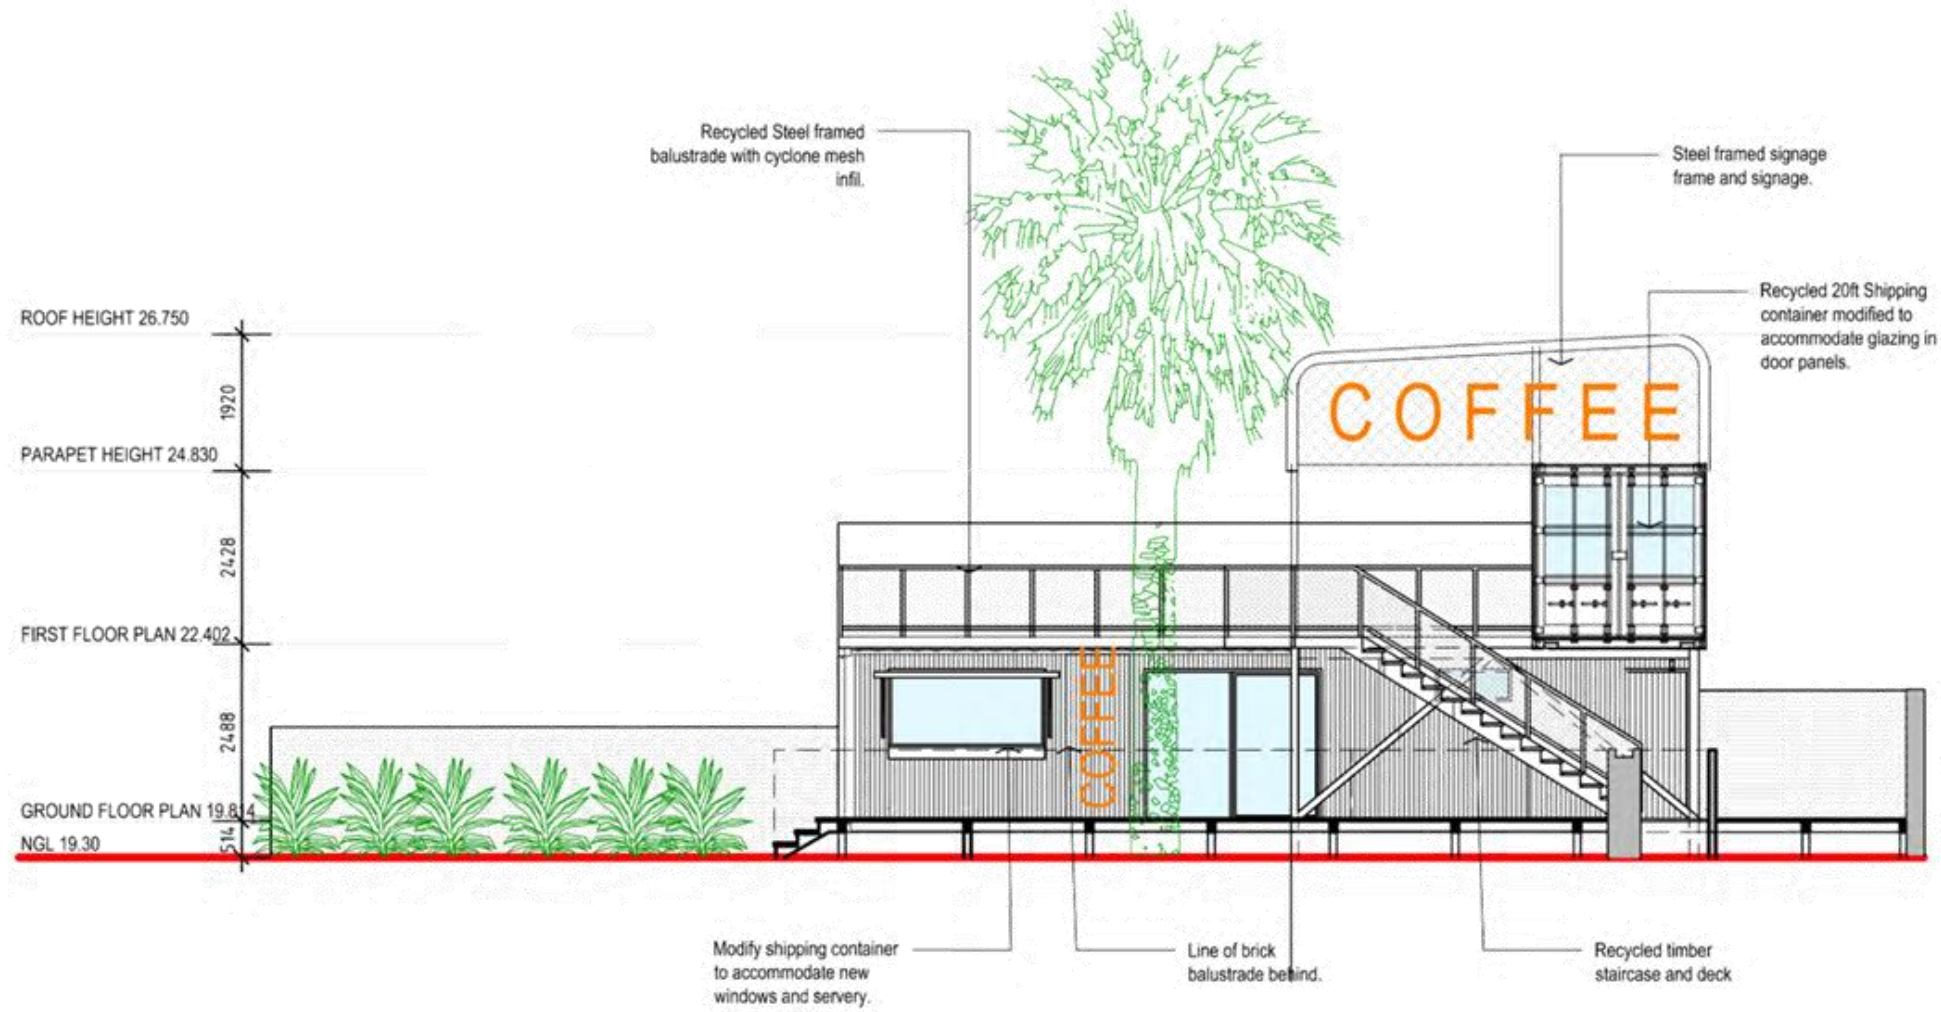 Recycled Steel framed
balustrade with cyclone mesh
infil.
Steel framed signage
frame and signage.
Recycled 20ft Shipping
container modified to
accommodate glazing in
door panels.
ROOF HEIGHT 26.750
1920
COFFEE
PARAPET HEIGHT 24.830
2428
FIRST FLOOR PLAN 22.402
COFFEE
2488
GROUND FLOOR PLAN 19.814
NGL 19.30
514
Modify shipping container
to accommodate new
windows and servery.
Line of brick
balustrade behind.
Recycled timber
staircase and deck